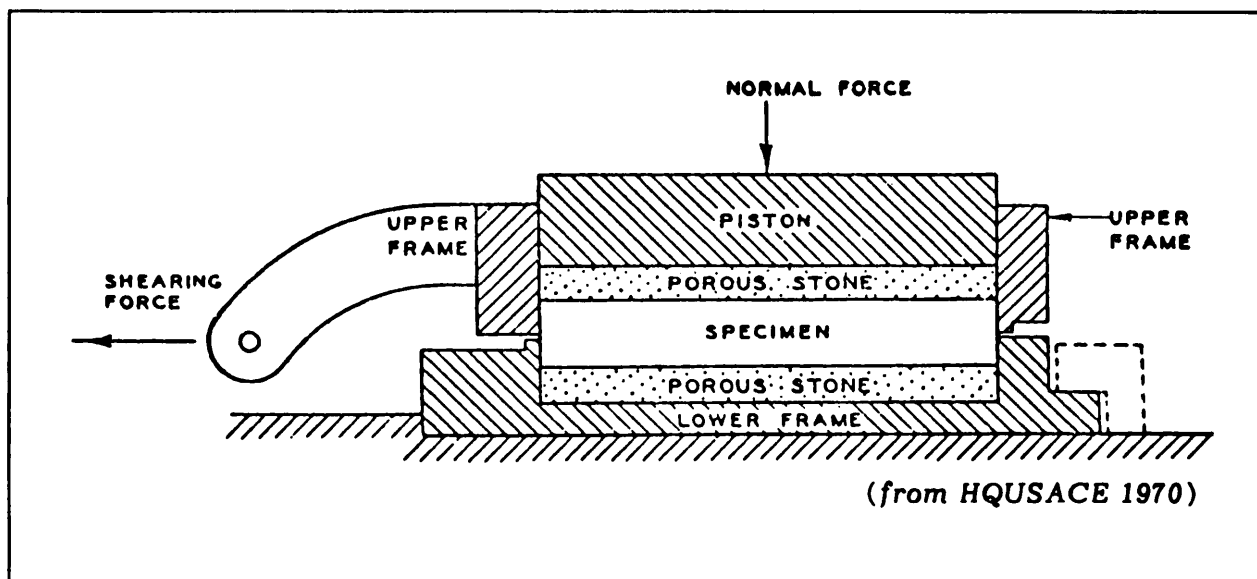 NORMAL FORCE
UPPER
FRAME
PISTON
UPPER
FRAME
SHEARING
FORCE
POROUS. STONE
SPECIMEN
POROUS STONE
LOWER FRAME
(from HQUSACE 1970)